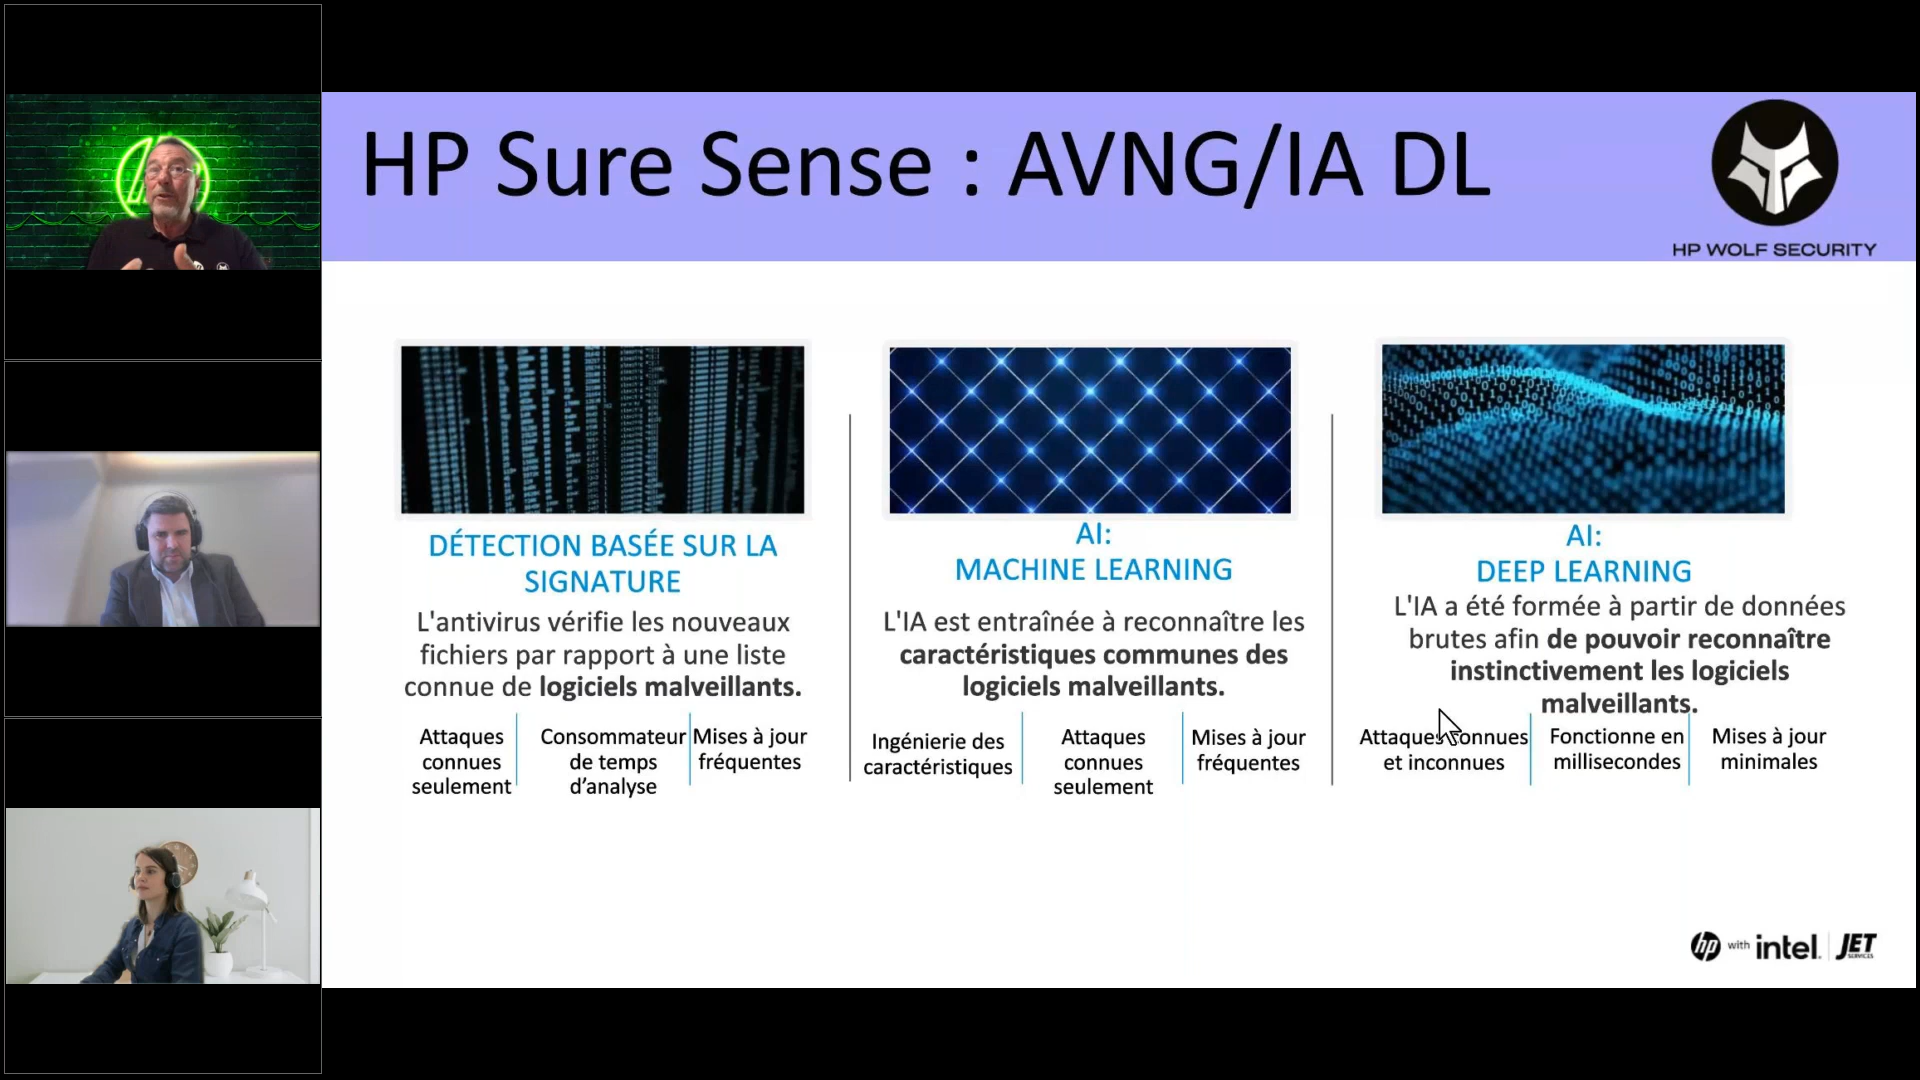 HP Sure Sense : AVNG/IA DL
HP WOLF SECURITY
DÉTECTION BASÉE SUR LA
SIGNATURE
L'antivirus vérifie les nouveaux
fichiers par rapport à une liste
connue de logiciels malveillants.
Attaques
connues
seulement
Consommateur
de temps
d’analyse
Mises à jour
fréquentes
AI:
MACHINE LEARNING
L'IA est entraînée à reconnaître les
caractéristiques communes des
logiciels malveillants.
Ingénierie des
caractéristiques
Attaques
connues
seulement
Mises à jour
fréquentes
AI:
DEEP LEARNING
L'IA a été formée à partir de données
brutes afin de pouvoir reconnaître
instinctivement les logiciels
malveillants.
Attaques connues
et inconnues
Fonctionne en
millisecondes
Mises à jour
minimales
hp with intel. JET
SERVICES